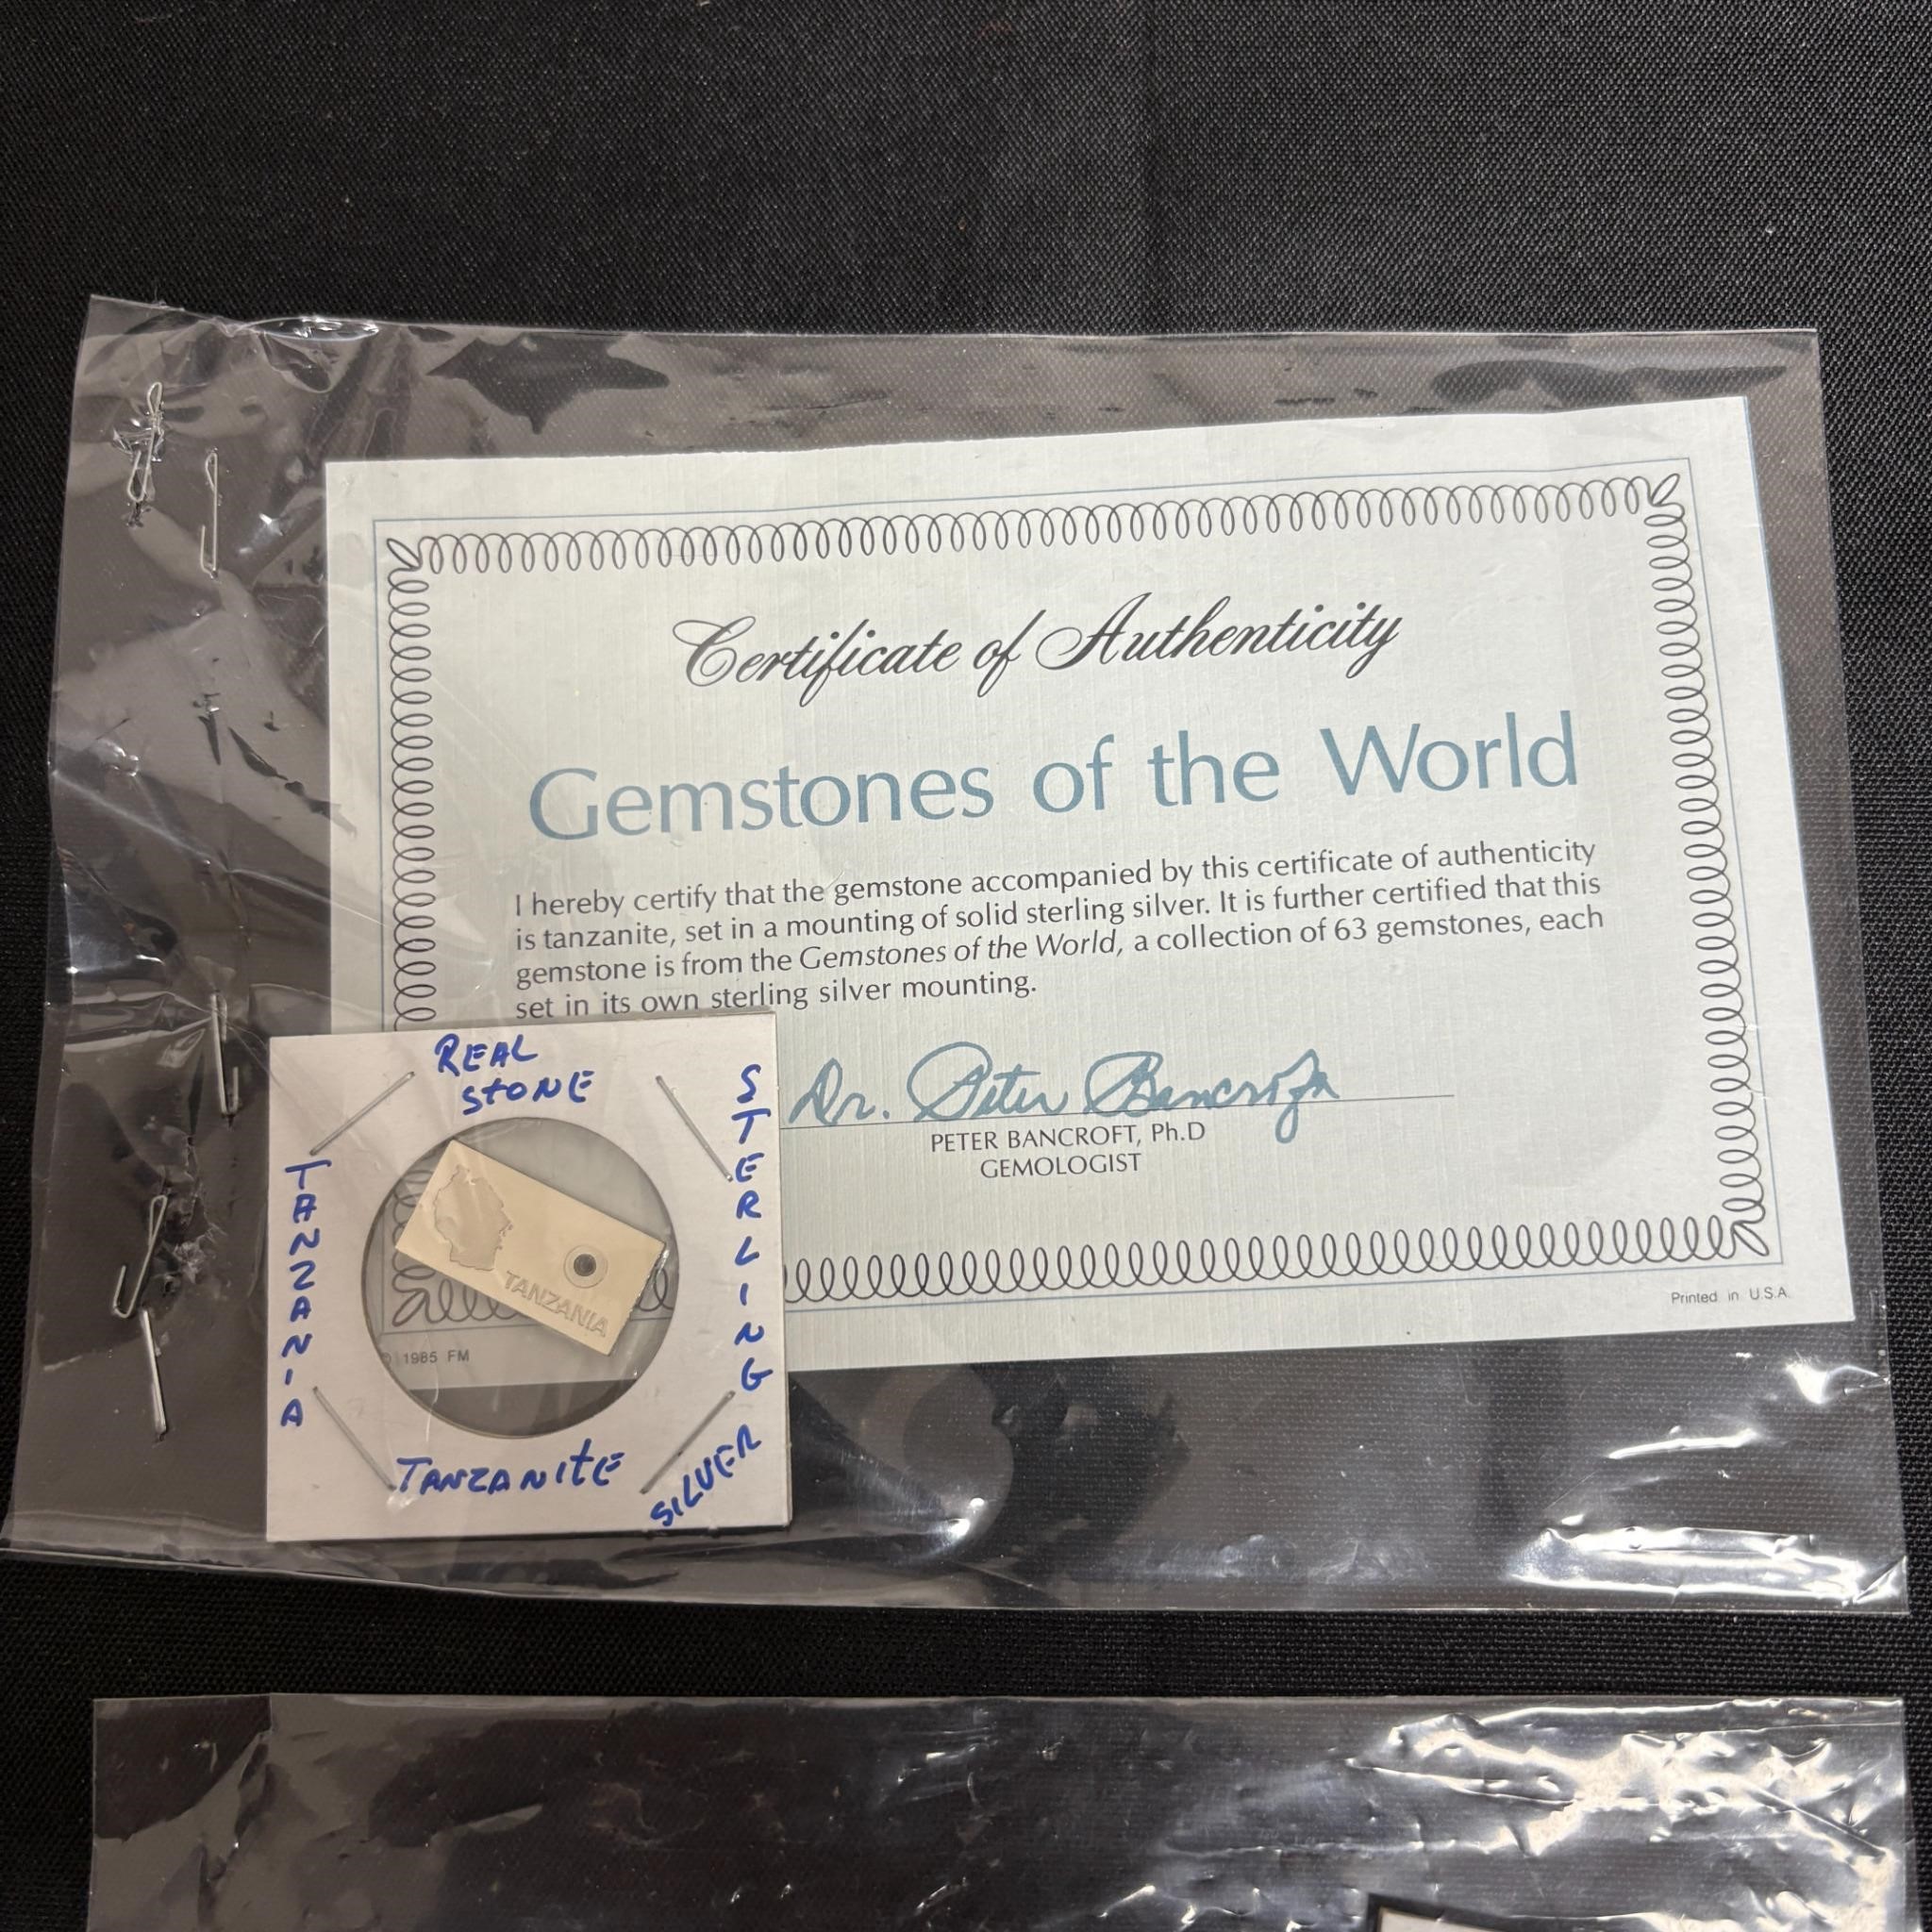 Certificate of Authenticity
Gemstones of the World
I hereby certify that the gemstone accompanied by this certificate of authenticity
is tanzanite, set in a mounting of solid sterling silver. It is further certified that this
gemstone is from the Gemstones of the World, a collection of 63 gemstones, each
set in its own sterling silver mounting.
Dr. Peter Bancroft
PETER BANCROFT, Ph.D
GEMOLOGIST
Printed in U.S.A.
REAL
STONE
TANZANIA
STERLING
SILVER
TANZANITE
TANZANIA
© 1985 FM